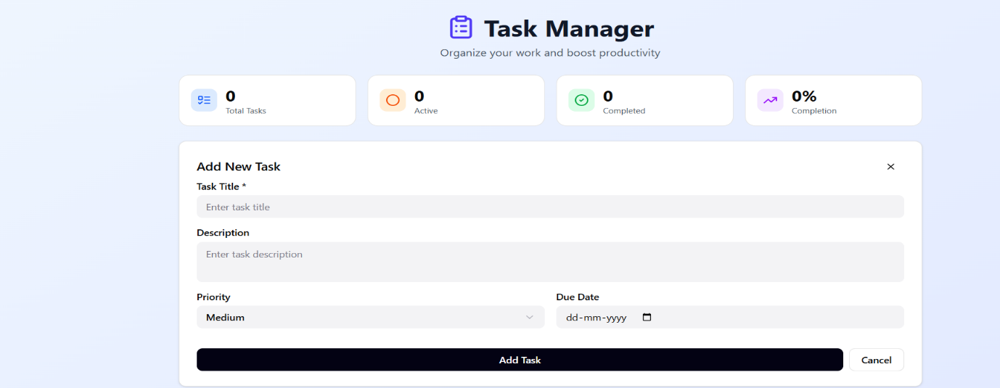 Task Manager
Organize your work and boost productivity
0
Total Tasks
0
Active
0
Completed
0%
Completion
Add New Task
Task Title *
Enter task title
Description
Enter task description
Priority
Medium
Due Date
dd-mm-yyyy
Add Task
Cancel